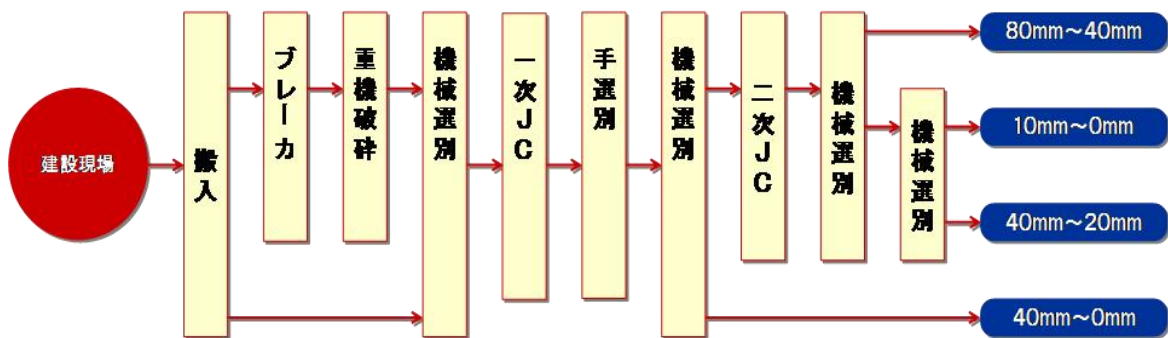 建設現場
搬入
ブレーカ
重機破砕
機械選別
一次JC
手選別
機械選別
二次JC
機械選別
機械選別
80mm～40mm
10mm～0mm
40mm～20mm
40mm～0mm